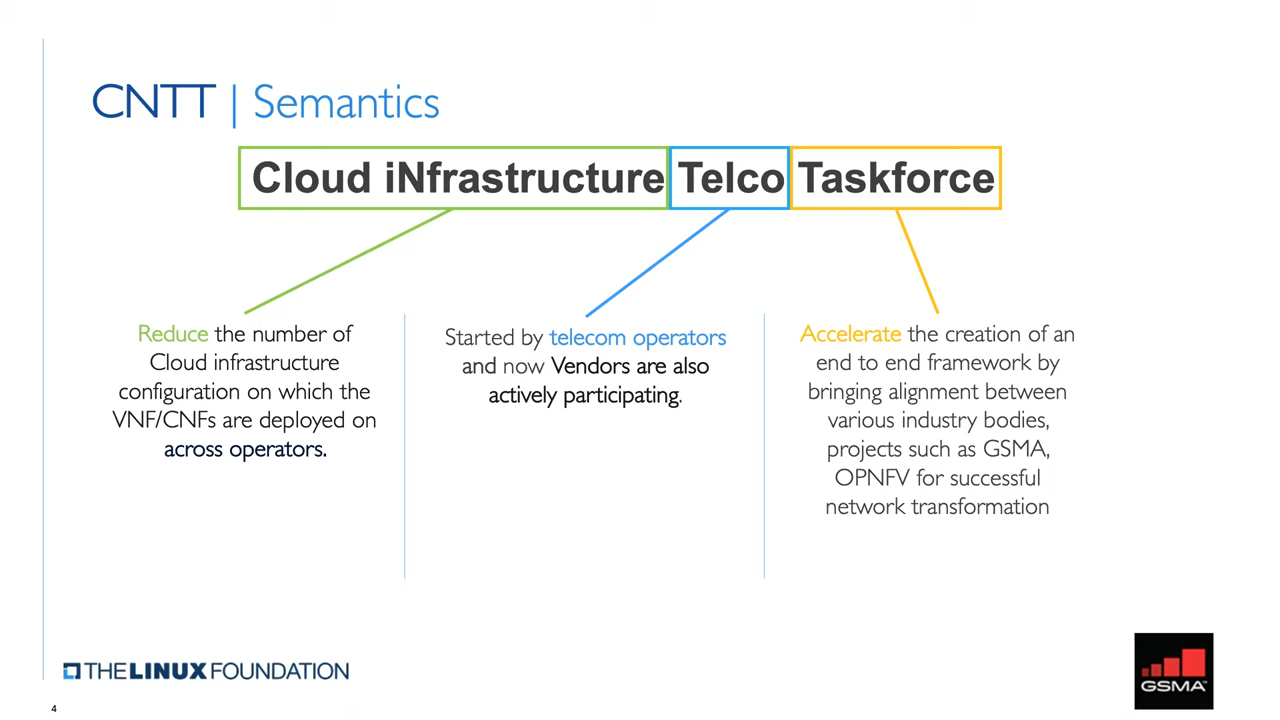 CNTT | Semantics
Cloud iNfrastructure Telco Taskforce
Reduce the number of
Cloud infrastructure
configuration on which the
VNF/CNFs are deployed on
across operators.
Started by telecom operators
and now Vendors are also
actively participating.
Accelerate the creation of an
end to end framework by
bringing alignment between
various industry bodies,
projects such as GSMA,
OPNFV for successful
network transformation
THE LINUX FOUNDATION
GSMA™
4